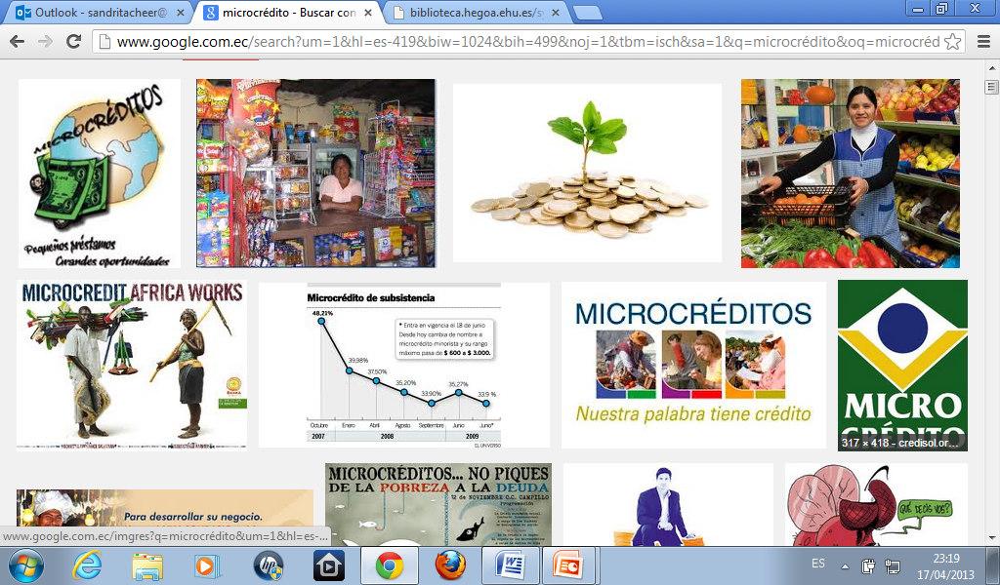 Outlook - sandritacheer@
microcrédito - Buscar con
biblioteca.hegoa.ehu.es/s
www.google.com.ec/search?um=1&hl=es-419&biw=1024&bih=499&noj=1&tbm=isch&sa=1&q=microcrédito&oq=microcréd
MICROCRÉDITOS
Pequeños préstamos
Grandes oportunidades
MICROCREDIT AFRICA WORKS
Microcrédito de subsistencia
48,21%
* Entra en vigencia el 18 de junio
Desde hoy cambia de nombre a
microcrédito minorista y su rango
máximo pasa de $ 600 a $ 3.000.
39,98%
37,50%
35,20%
33,90%
35,27%
33.9 %
Octubre Enero Abril Agosto Septiembre Junio Junio*
2007 2008 2009
EL UNIVERSO
MICROCRÉDITOS
Nuestra palabra tiene crédito
MICRO
CRÉDITO
317 × 418 - credisol.or...
Para desarrollar su negocio.
MICROCRÉDITOS... NO PIQUES
DE LA POBREZA A LA DEUDA
12 DE NOVIEMBRE C.C. CAMPILLO
Programación
¿QUÉ DECÍS VOS?
www.google.com.ec/imgres?q=microcrédito&um=1&hl=es-...
ES
23:19
17/04/2013